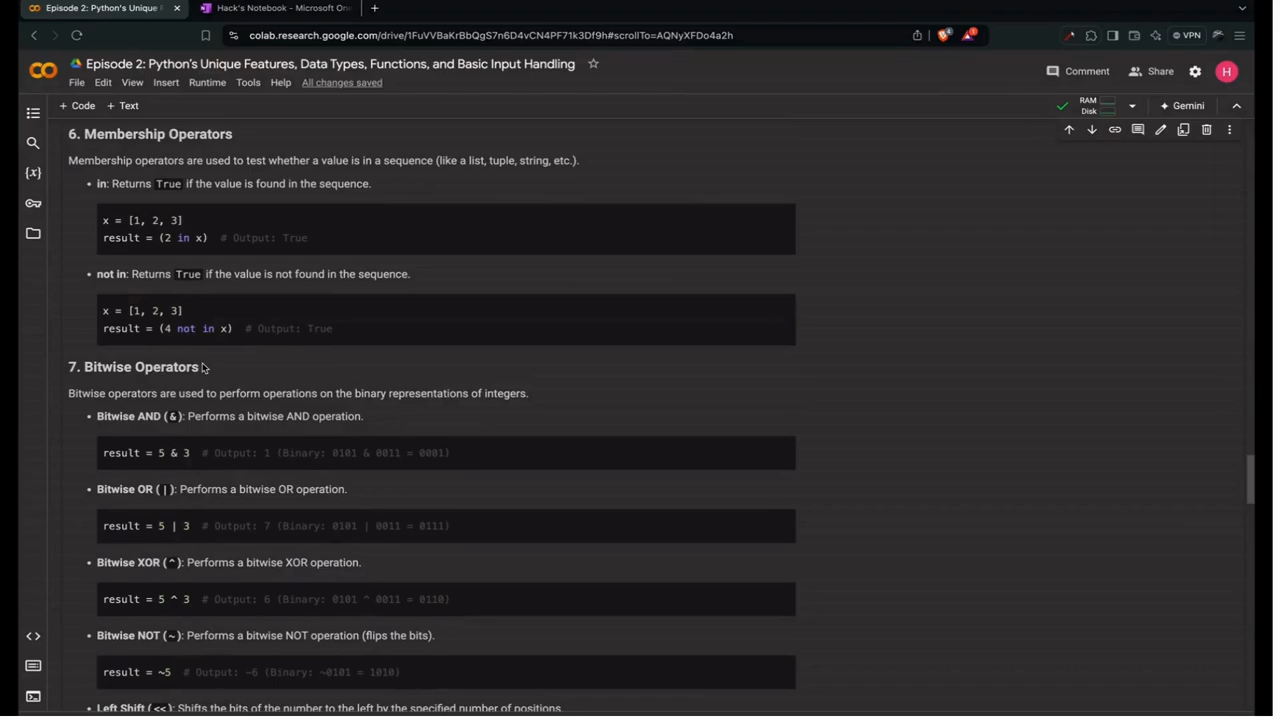 Episode 2: Python's Unique
Hack's Notebook - Microsoft On
colab.research.google.com/drive/1FuVVBaKrBbQgS7n6D4vCN4PF71k3Df9h#scrollTo=AQNyXFDo4a2h
VPN
Episode 2: Python's Unique Features, Data Types, Functions, and Basic Input Handling
Comment
Share
H
File Edit View Insert Runtime Tools Help All changes saved
+ Code + Text
RAM
Disk
Gemini
6. Membership Operators
Membership operators are used to test whether a value is in a sequence (like a list, tuple, string, etc.).
• in: Returns True if the value is found in the sequence.
x = [1, 2, 3]
result = (2 in x) # Output: True
• not in: Returns True if the value is not found in the sequence.
x = [1, 2, 3]
result = (4 not in x) # Output: True
7. Bitwise Operators
Bitwise operators are used to perform operations on the binary representations of integers.
• Bitwise AND (&): Performs a bitwise AND operation.
result = 5 & 3 # Output: 1 (Binary: 0101 & 0011 = 0001)
• Bitwise OR (|): Performs a bitwise OR operation.
result = 5 | 3 # Output: 7 (Binary: 0101 | 0011 = 0111)
• Bitwise XOR (^): Performs a bitwise XOR operation.
result = 5 ^ 3 # Output: 6 (Binary: 0101 ^ 0011 = 0110)
• Bitwise NOT (~): Performs a bitwise NOT operation (flips the bits).
result = ~5 # Output: -6 (Binary: ~0101 = 1010)
Left Shift (<<): Shifts the bits of the number to the left by the specified number of positions.